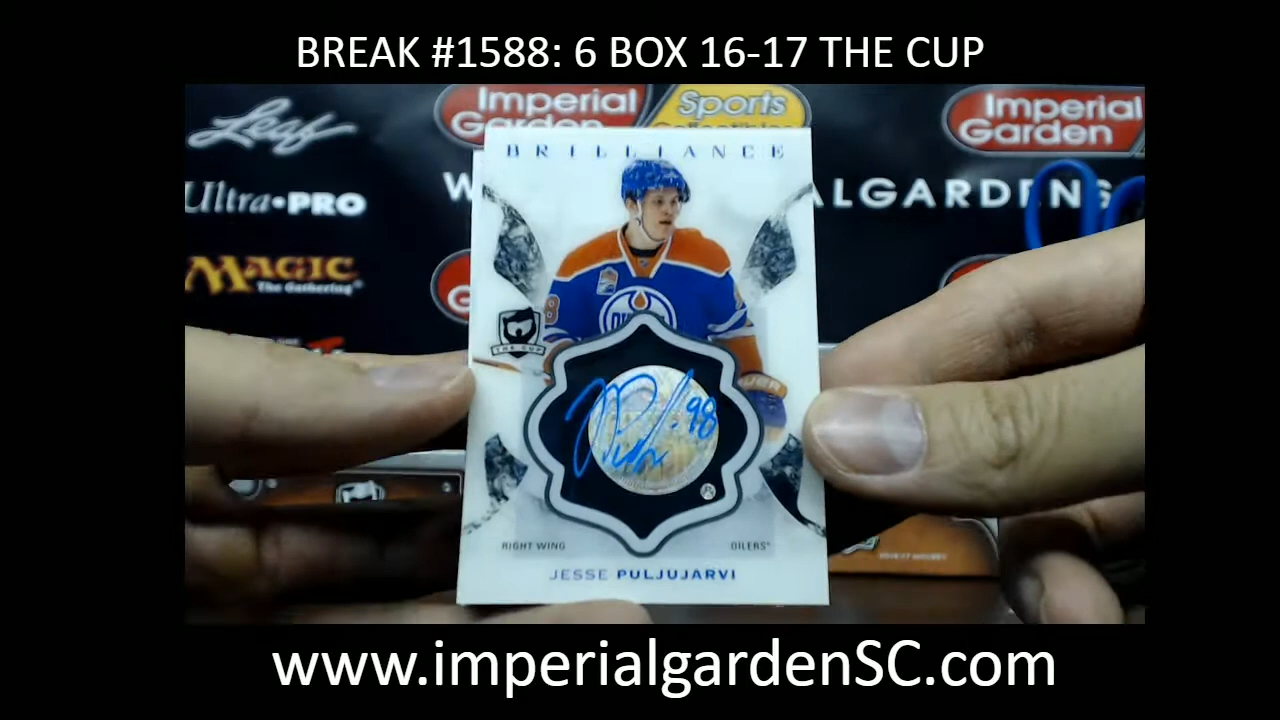 BREAK #1588: 6 BOX 16-17 THE CUP
Leaf
Imperial Garden
Sports
Imperial Garden
Ultra•PRO
W
ALGARDENS
MAGIC
The Gathering
G
BRILLIANCE
THE CUP
98
RIGHT WING
OILERS
JESSE PULJUJARVI
www.imperialgardenSC.com